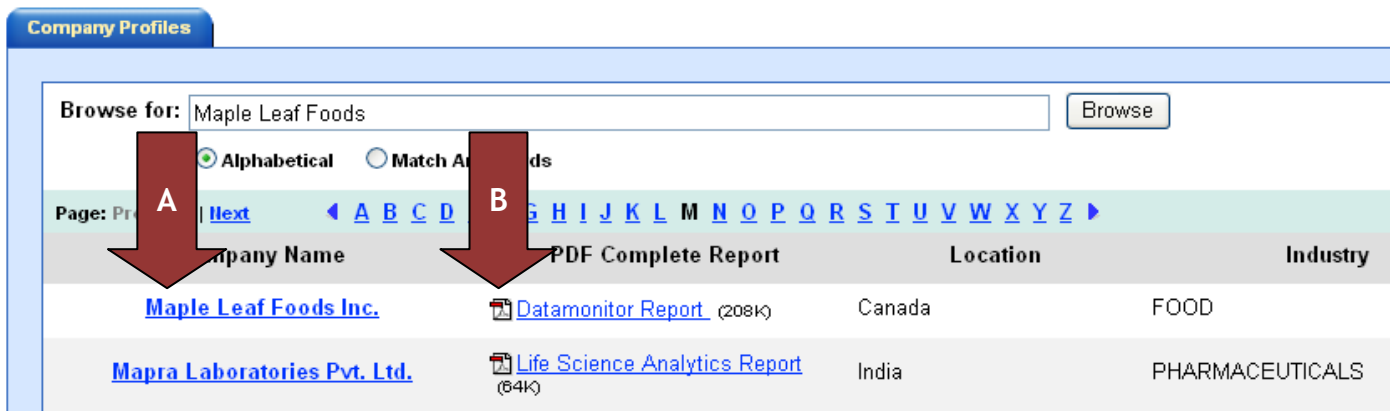 Company Profiles
Browse for: Maple Leaf Foods Browse
Alphabetical Match A ds
A B
Page: Pr | Next A B C D G H I J K L M N O P Q R S T U V W X Y Z
mpany Name PDF Complete Report Location Industry
Maple Leaf Foods Inc. Datamonitor Report (208K) Canada FOOD
Mapra Laboratories Pvt. Ltd. Life Science Analytics Report (64K) India PHARMACEUTICALS